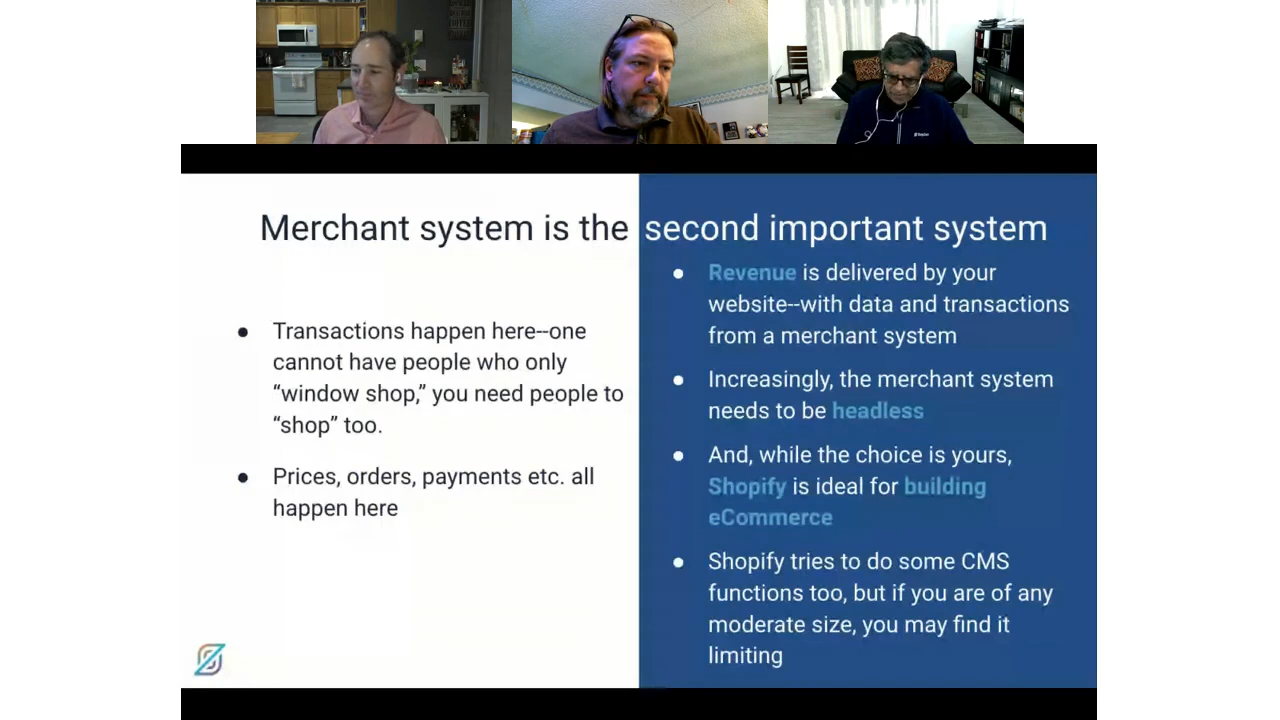 Merchant system is the second important system
● Transactions happen here--one
cannot have people who only
“window shop,” you need people to
“shop” too.
● Prices, orders, payments etc. all
happen here
● Revenue is delivered by your
website--with data and transactions
from a merchant system
● Increasingly, the merchant system
needs to be headless
● And, while the choice is yours,
Shopify is ideal for building
eCommerce
● Shopify tries to do some CMS
functions too, but if you are of any
moderate size, you may find it
limiting